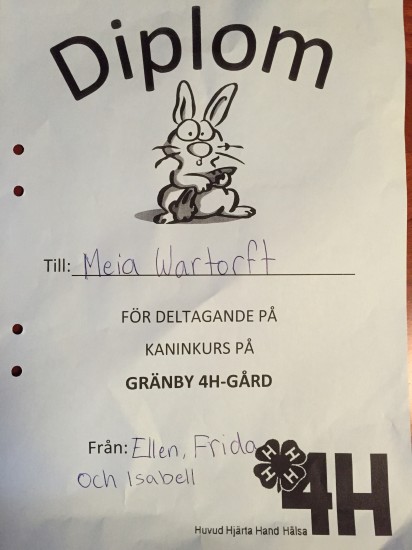 Diplom
Till: Meia Wartorft
FÖR DELTAGANDE PÅ
KANINKURS PÅ
GRÄNBY 4H-GÅRD
Från: Ellen, Frida
och Isabell
H H H H
4H
Huvud Hjärta Hand Hälsa